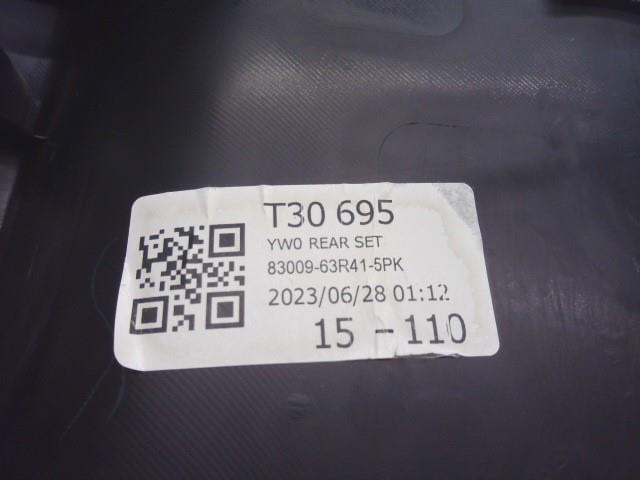 T30 695
YW0 REAR SET
83009-63R41-5PK
2023/06/28 01:12
15 - 110